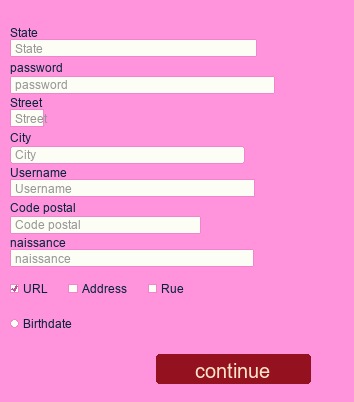 State
State
password
password
Street
Street
City
City
Username
Username
Code postal
Code postal
naissance
naissance
URL Address Rue
Birthdate
continue